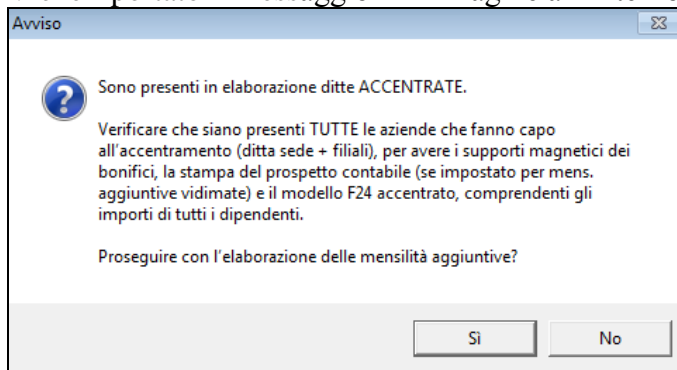 Avviso
Sono presenti in elaborazione ditte ACCENTRATE.
Verificare che siano presenti TUTTE le aziende che fanno capo
all'accentramento (ditta sede + filiali), per avere i supporti magnetici dei
bonifici, la stampa del prospetto contabile (se impostato per mens.
aggiuntive vidimate) e il modello F24 accentrato, comprendenti gli
importi di tutti i dipendenti.
Proseguire con l'elaborazione delle mensilità aggiuntive?
Sì
No